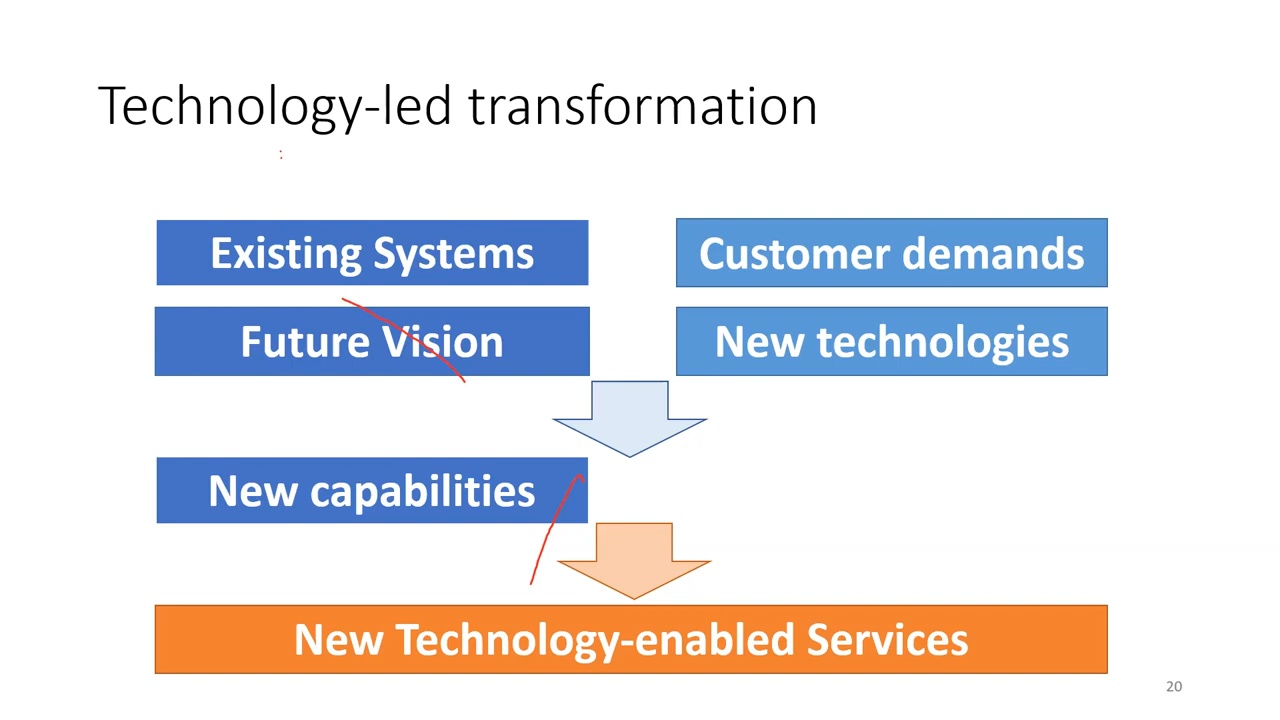 Technology-led transformation
Existing Systems
Customer demands
Future Vision
New technologies
New capabilities
New Technology-enabled Services
20